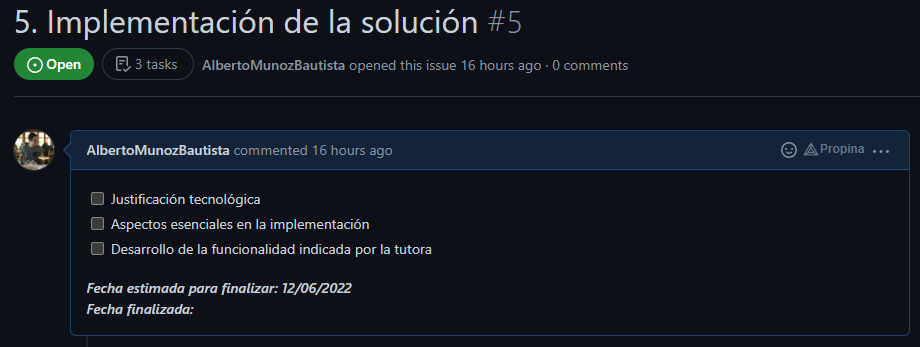 5. Implementación de la solución #5
Open
3 tasks
AlbertoMunozBautista opened this issue 16 hours ago · 0 comments
AlbertoMunozBautista commented 16 hours ago
Propina
Justificación tecnológica
Aspectos esenciales en la implementación
Desarrollo de la funcionalidad indicada por la tutora
Fecha estimada para finalizar: 12/06/2022
Fecha finalizada: